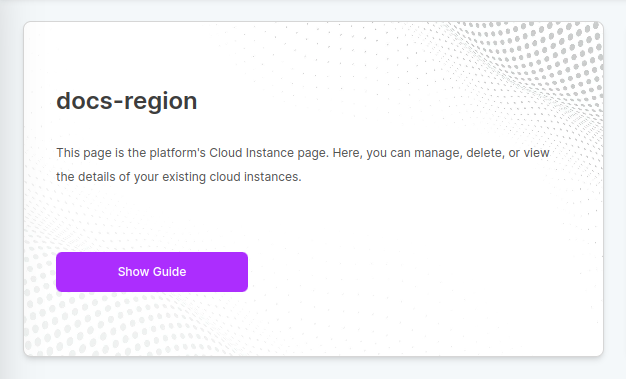 docs-region
This page is the platform's Cloud Instance page. Here, you can manage, delete, or view
the details of your existing cloud instances.
Show Guide